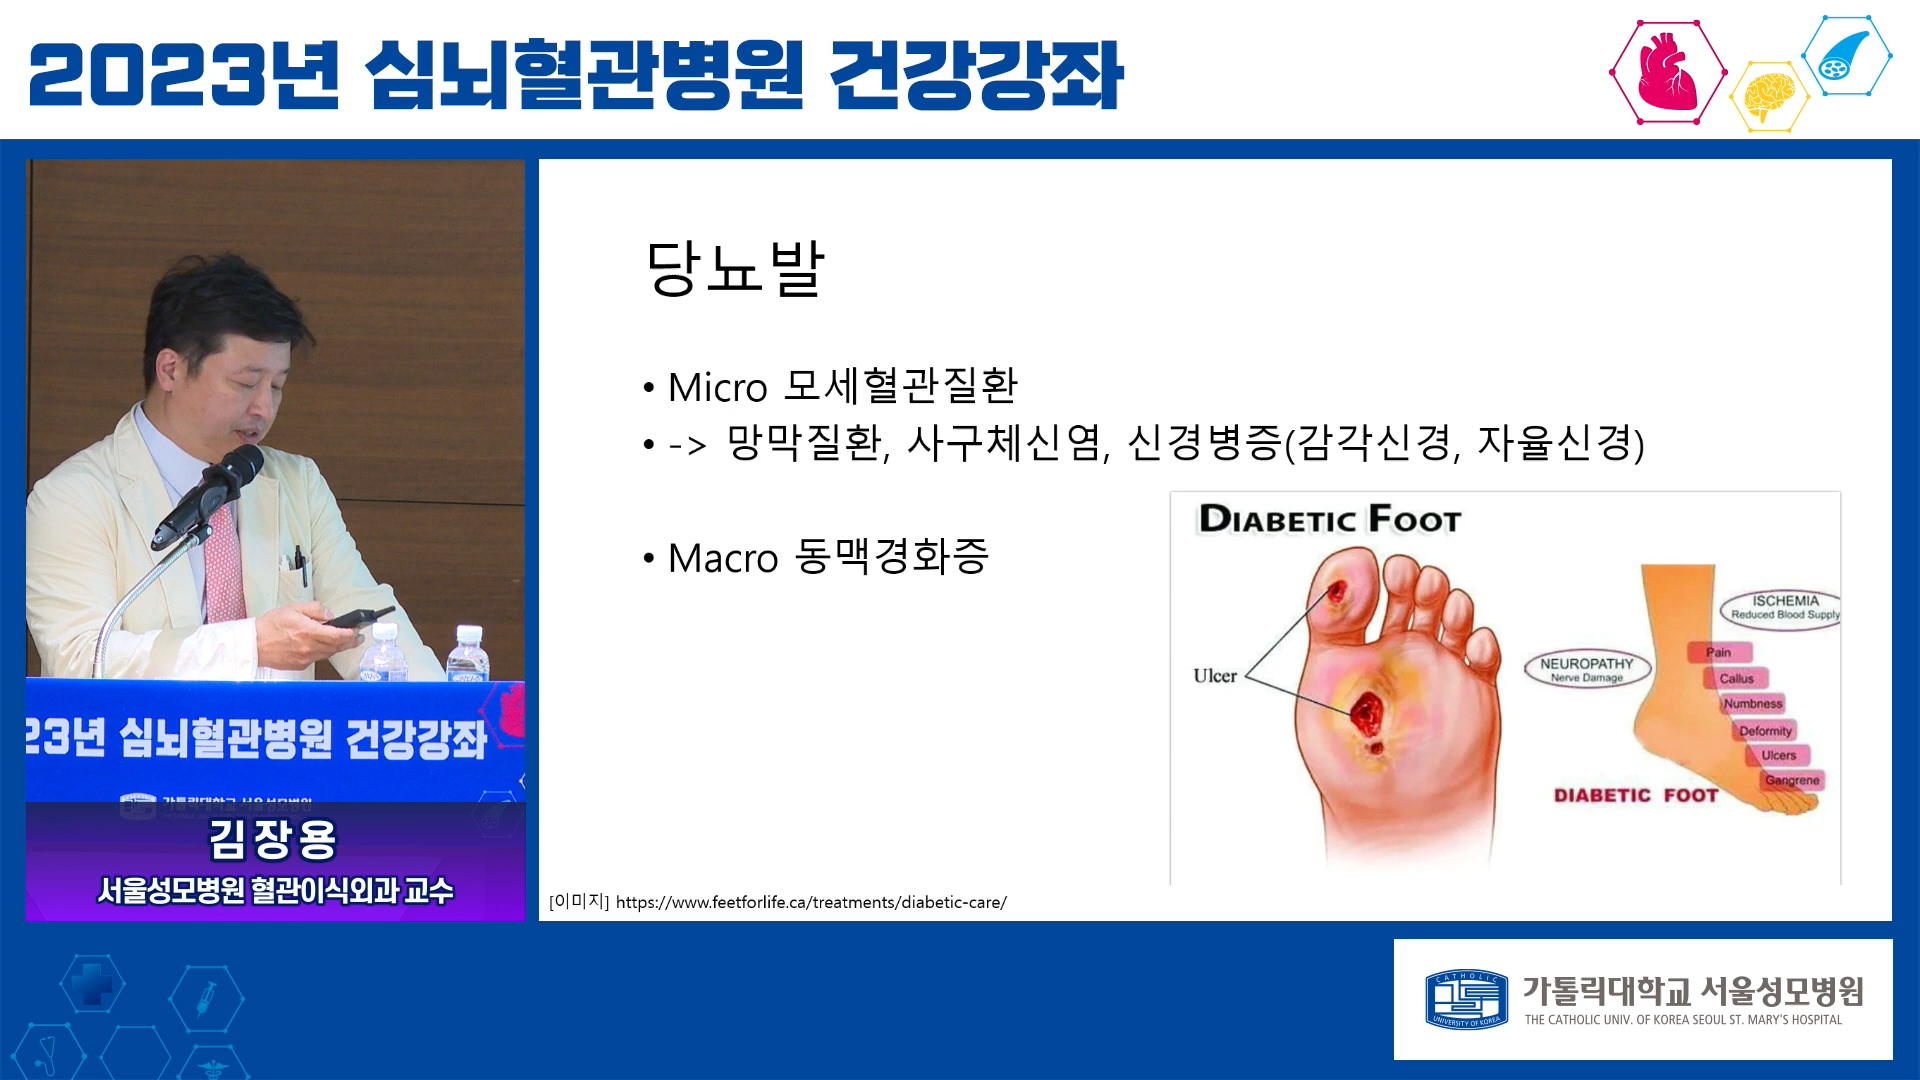 2023년 심뇌혈관병원 건강강좌
당뇨발
• Micro 모세혈관질환
• -> 망막질환, 사구체신염, 신경병증(감각신경, 자율신경)
• Macro 동맥경화증
DIABETIC FOOT
Ulcer
ISCHEMIA
Reduced Blood Supply
NEUROPATHY
Nerve Damage
Pain
Callus
Numbness
Deformity
Ulcers
Gangrene
DIABETIC FOOT
[이미지] https://www.feetforlife.ca/treatments/diabetic-care/
23년 심뇌혈관병원 건강강좌
가톨릭대학교 서울성모병원
김장용
서울성모병원 혈관이식외과 교수
CATHOLIC
UNIVERSITY OF KOREA
가톨릭대학교 서울성모병원
THE CATHOLIC UNIV. OF KOREA SEOUL ST. MARY'S HOSPITAL